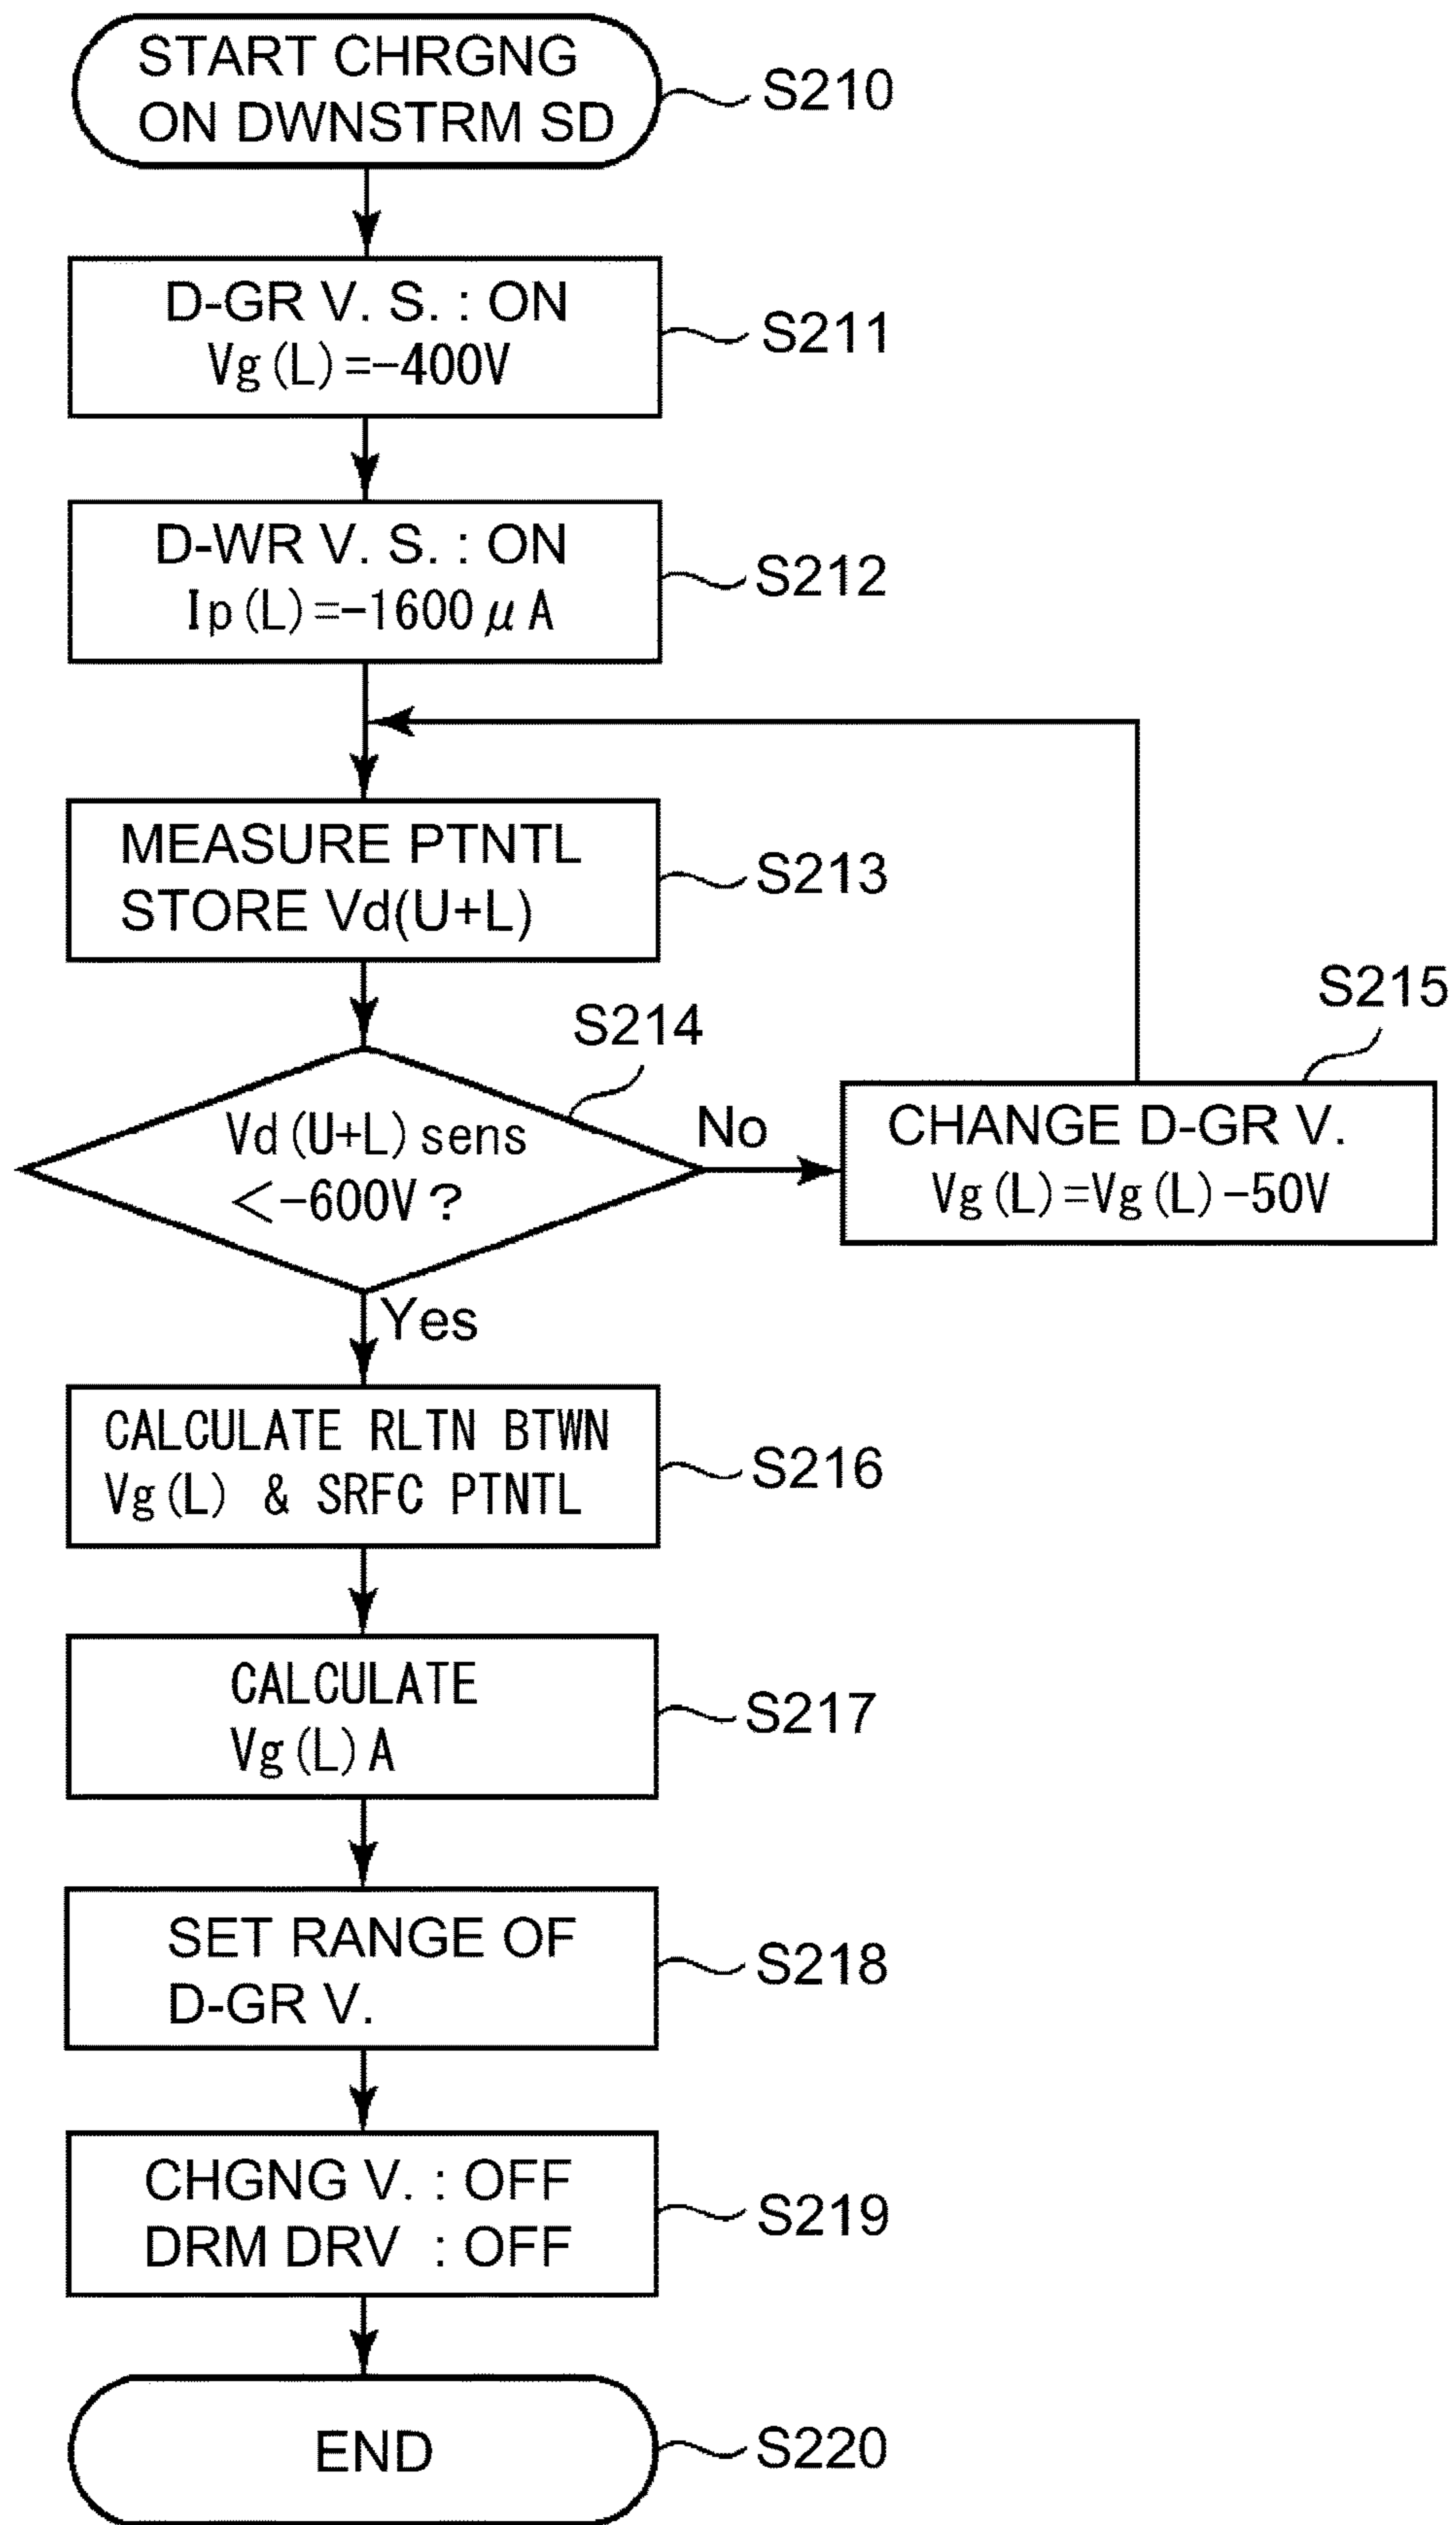 START CHRGNG
ON DWNSTRM SD
S210
D-GR V. S. : ON
Vg(L)=-400V
S211
D-WR V. S. : ON
Ip(L)=-1600μA
S212
MEASURE PTNTL
STORE Vd(U+L)
S213
S214
Vd(U+L)sens
<-600V?
No
Yes
S215
CHANGE D-GR V.
Vg(L)=Vg(L)-50V
CALCULATE RLTN BTWN
Vg(L) & SRFC PTNTL
S216
CALCULATE
Vg(L)A
S217
SET RANGE OF
D-GR V.
S218
CHGNG V. : OFF
DRM DRV : OFF
S219
END
S220